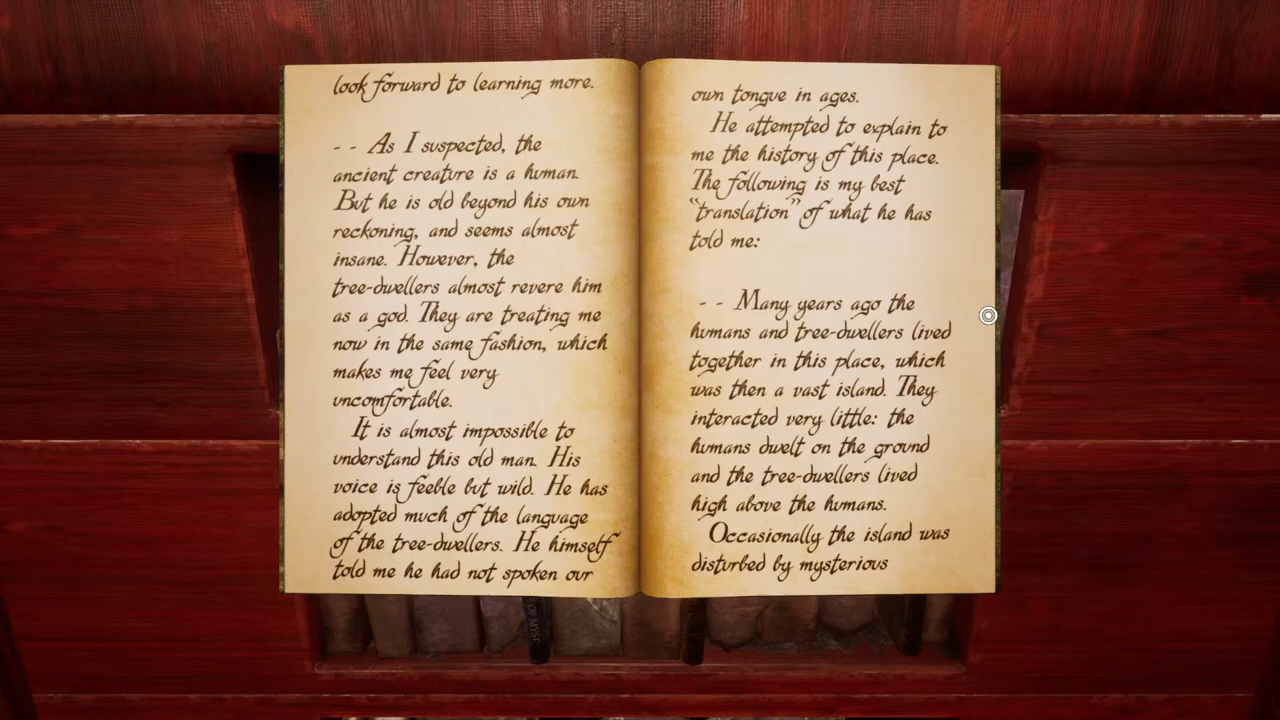 look forward to learning more.
- - As I suspected, the
ancient creature is a human.
But he is old beyond his own
reckoning, and seems almost
insane. However, the
tree-dwellers almost revere him
as a god. They are treating me
now in the same fashion, which
makes me feel very
uncomfortable.
It is almost impossible to
understand this old man. His
voice is feeble but wild. He has
adopted much of the language
of the tree-dwellers. He himself
told me he had not spoken our
own tongue in ages.
He attempted to explain to
me the history of this place.
The following is my best
"translation" of what he has
told me:
- - Many years ago the
humans and tree-dwellers lived
together in this place, which
was then a vast island. They
interacted very little: the
humans dwelt on the ground
and the tree-dwellers lived
high above the humans.
Occasionally the island was
disturbed by mysterious
OF MYST